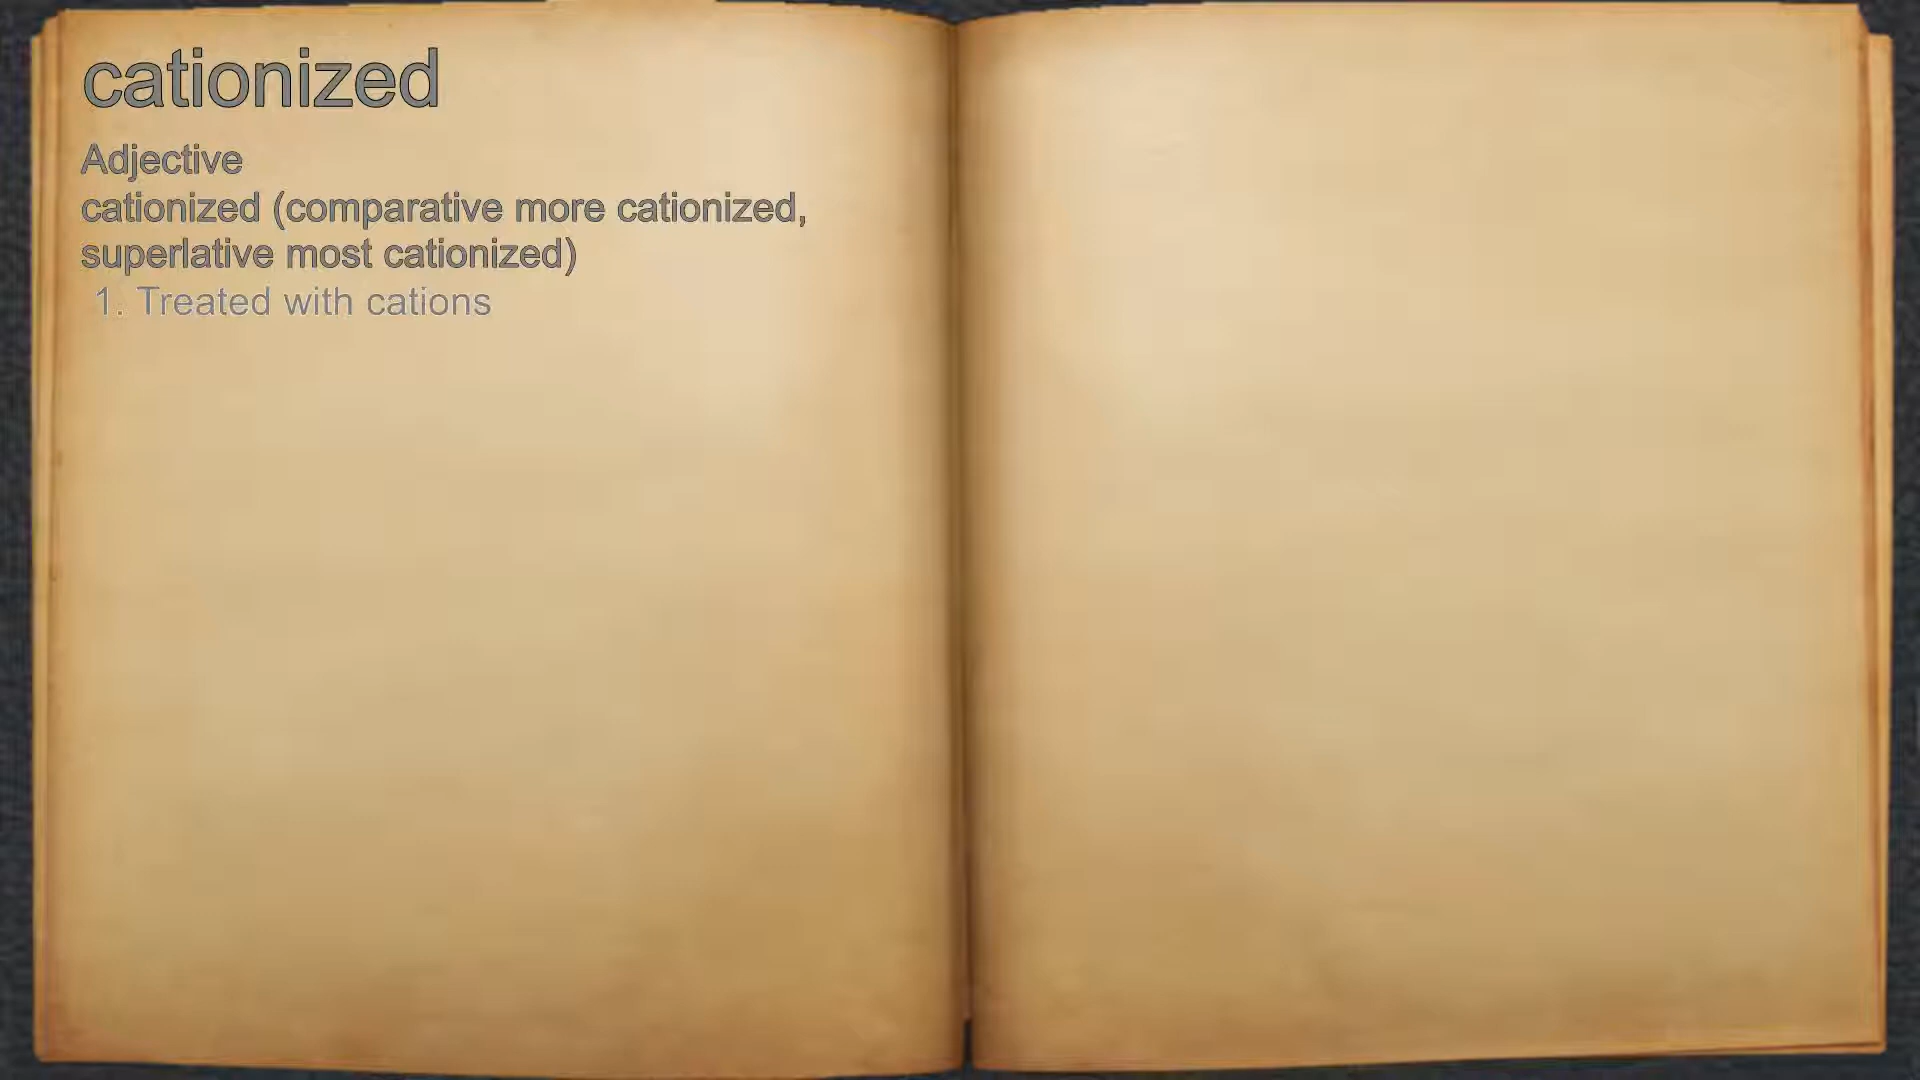 cationized
Adjective
cationized (comparative more cationized,
superlative most cationized)
1. Treated with cations